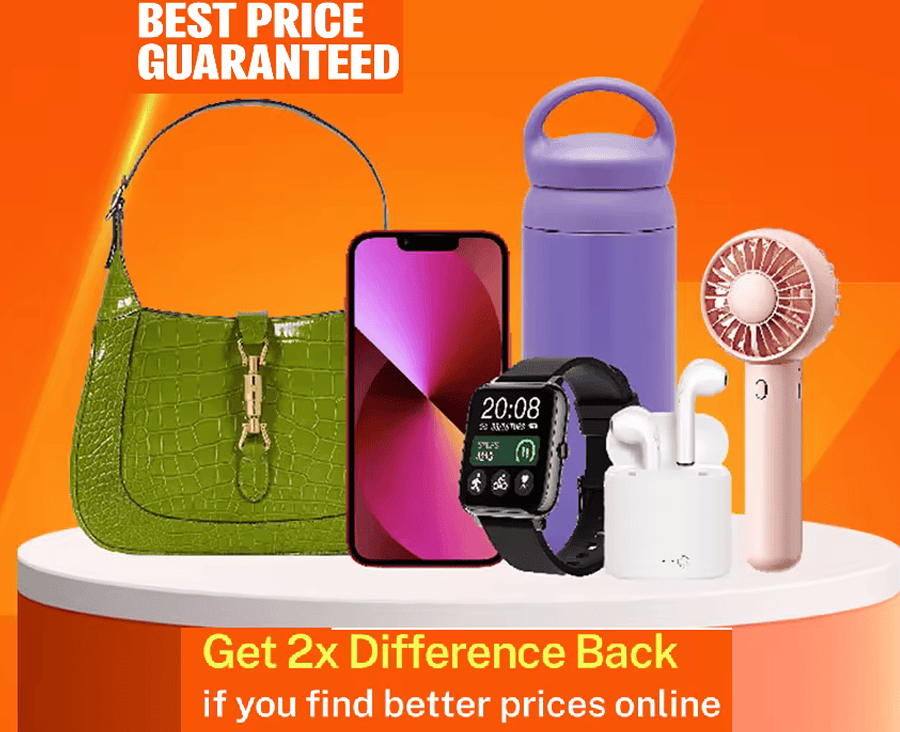 BEST PRICE
GUARANTEED
20:08
Get 2x Difference Back
if you find better prices online